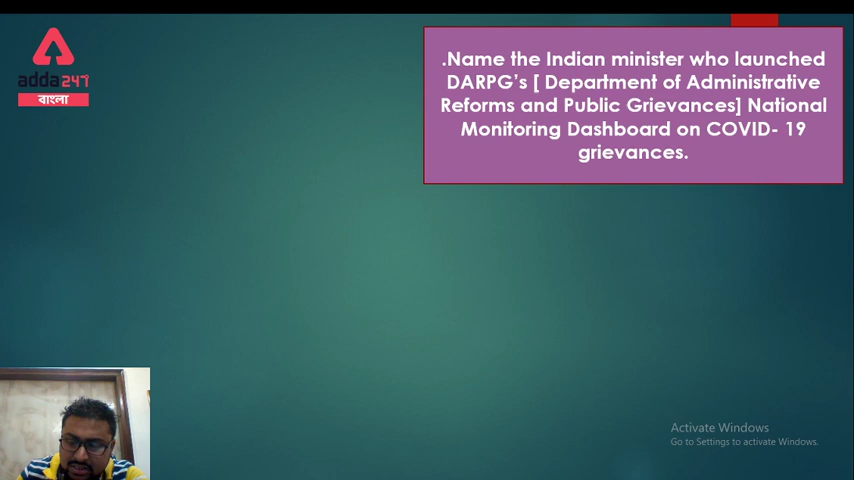 adda247
বাংলা
.Name the Indian minister who launched
DARPG's [ Department of Administrative
Reforms and Public Grievances] National
Monitoring Dashboard on COVID- 19
grievances.
Activate Windows
Go to Settings to activate Windows.